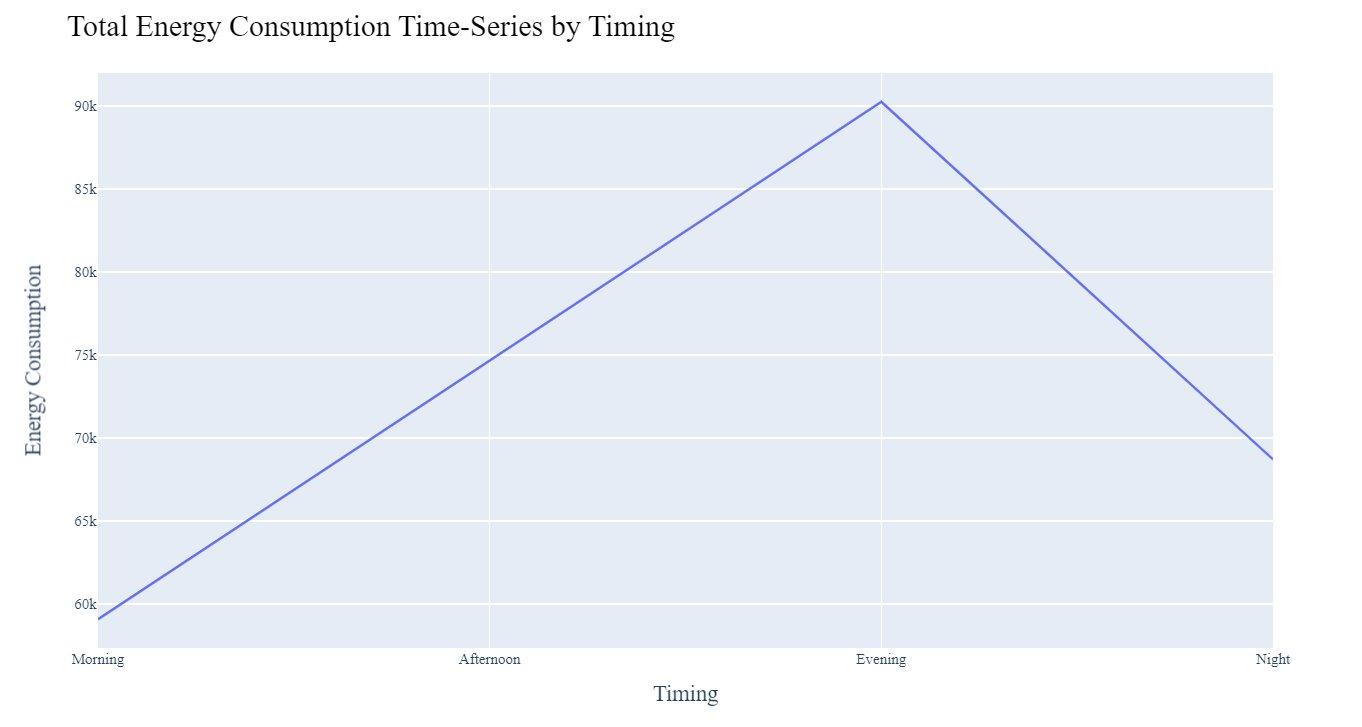 Total Energy Consumption Time-Series by Timing
90k
85k
80k
75k
70k
65k
60k
Energy Consumption
Morning Afternoon Evening Night
Timing